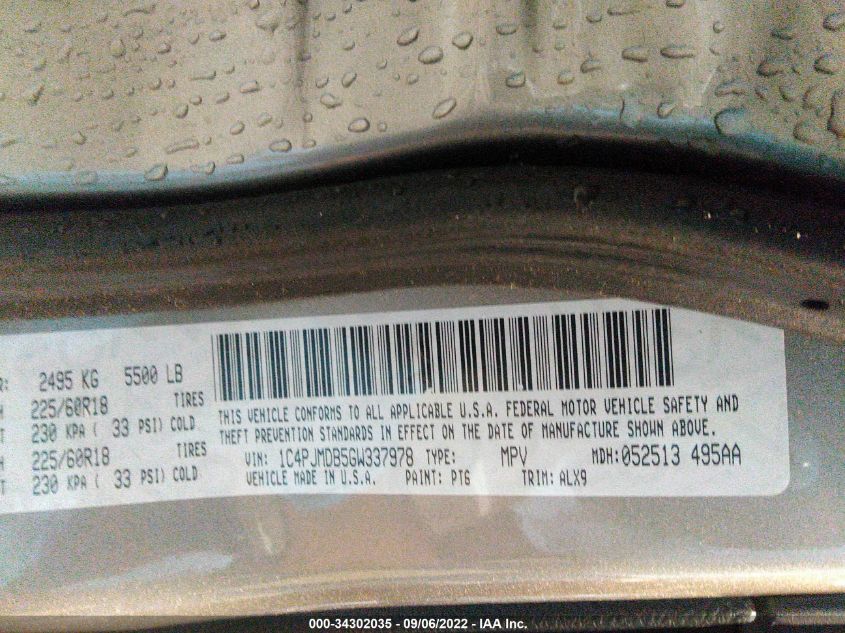 R: 2495 KG 5500 LB
H 225/60R18 TIRES
T 230 KPA ( 33 PSI) COLD
H 225/60R18 TIRES
T 230 KPA ( 33 PSI) COLD
THIS VEHICLE CONFORMS TO ALL APPLICABLE U.S.A. FEDERAL MOTOR VEHICLE SAFETY AND
THEFT PREVENTION STANDARDS IN EFFECT ON THE DATE OF MANUFACTURE SHOWN ABOVE.
VIN: 1C4PJMDB5GW337978 TYPE: MPV MDH:052513 495AA
VEHICLE MADE IN U.S.A. PAINT: PTG TRIM: ALX9
000-34302035 - 09/06/2022 - IAA Inc.